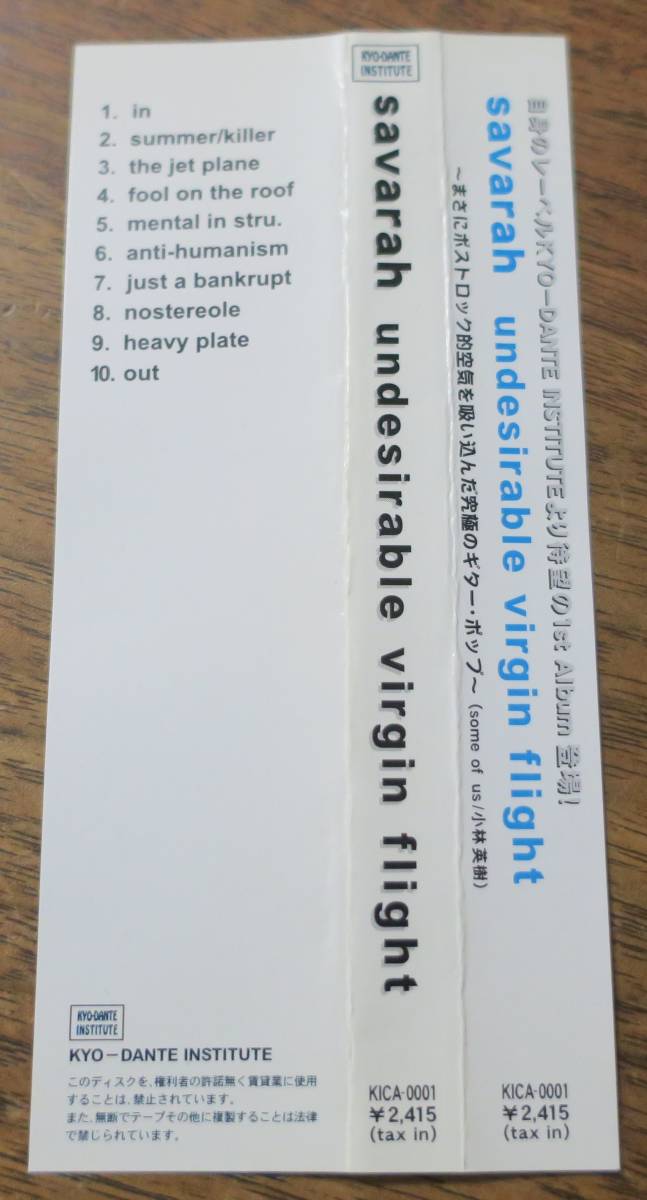 1. in
2. summer/killer
3. the jet plane
4. fool on the roof
5. mental in stru.
6. anti-humanism
7. just a bankrupt
8. nostereole
9. heavy plate
10. out
KYO-DANTE
INSTITUTE
KYO−DANTE INSTITUTE
このディスクを、権利者の許諾無く賃貸業に使用
することは、禁止されています。
また、無断でテープその他に複製することは法律
で禁じられています。
KYO-DANTE
INSTITUTE
savarah undesirable virgin flight
KICA-0001
¥2,415
(tax in)
自身のレーベルKYO−DANTE INSTITUTEより待望の1st Album 登場!
savarah undesirable virgin flight
〜まさにポストロック的空気を吸い込んだ究極のギター・ポップ〜 (some of us/小林英樹)
KICA-0001
¥2,415
(tax in)